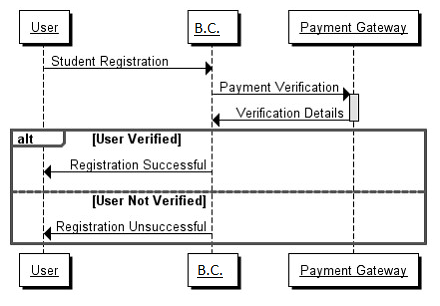 User
B.C.
Payment Gateway
Student Registration
Payment Verification
Verification Details
alt
[User Verified]
Registration Successful
[User Not Verified]
Registration Unsuccessful
User
B.C.
Payment Gateway